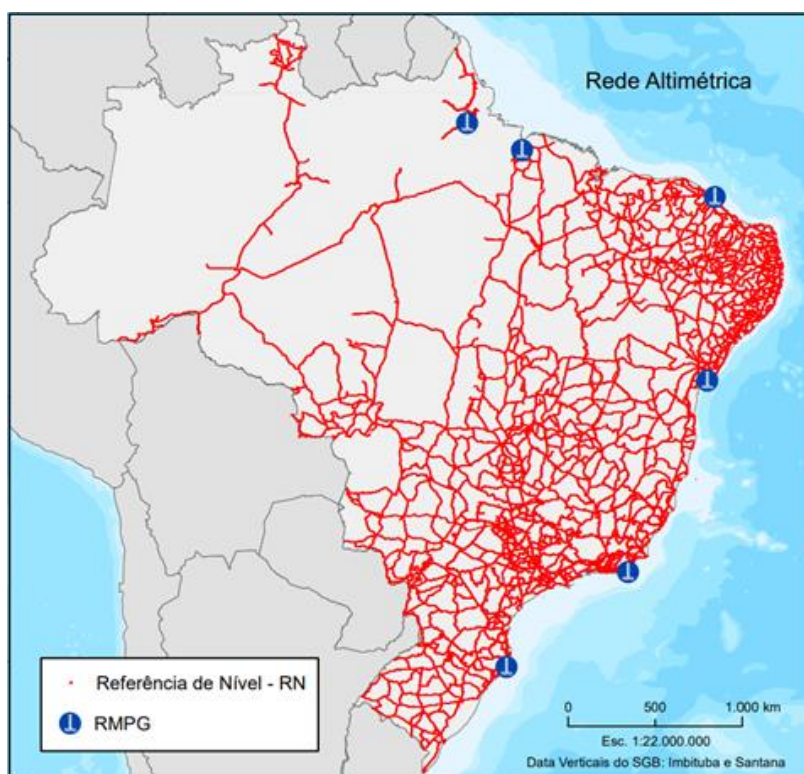 Rede Altimétrica
Referência de Nível - RN
RMPG
0 500 1.000 km
Esc. 1:22.000.000
Data Verticais do SGB: Imbituba e Santana